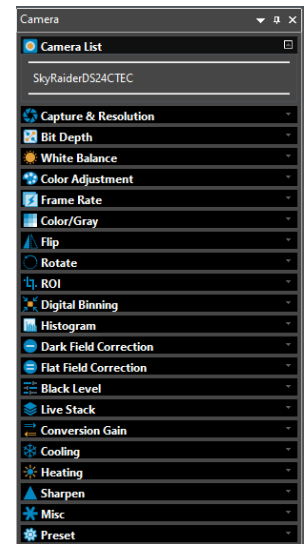 Camera
Camera List
SkyRaiderDS24CTEC
Capture & Resolution
Bit Depth
White Balance
Color Adjustment
Frame Rate
Color/Gray
Flip
Rotate
ROI
Digital Binning
Histogram
Dark Field Correction
Flat Field Correction
Black Level
Live Stack
Conversion Gain
Cooling
Heating
Sharpen
Misc
Preset